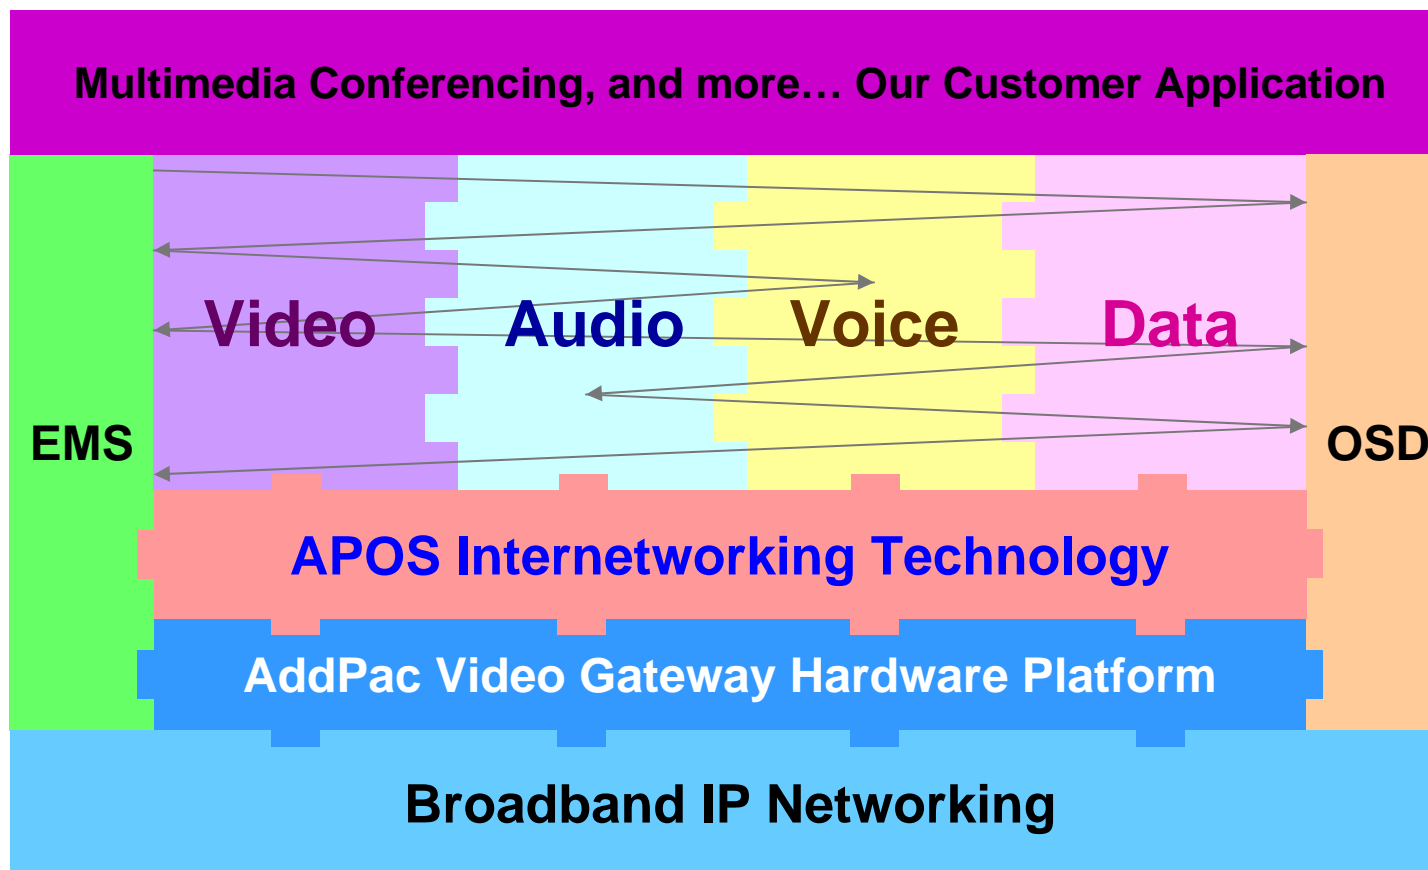 Multimedia Conferencing, and more… Our Customer Application
Video Audio Voice Data
EMS OSD
APOS Internetworking Technology
AddPac Video Gateway Hardware Platform
Broadband IP Networking